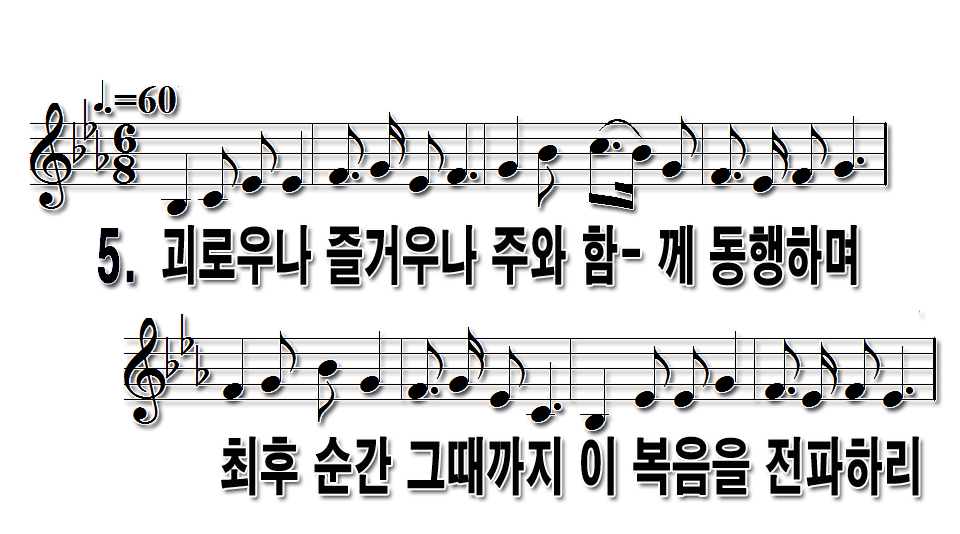 ♩.=60
6
8
5. 괴로우나 즐거우나 주와 함- 께 동행하며
최후 순간 그때까지 이 복음을 전파하리